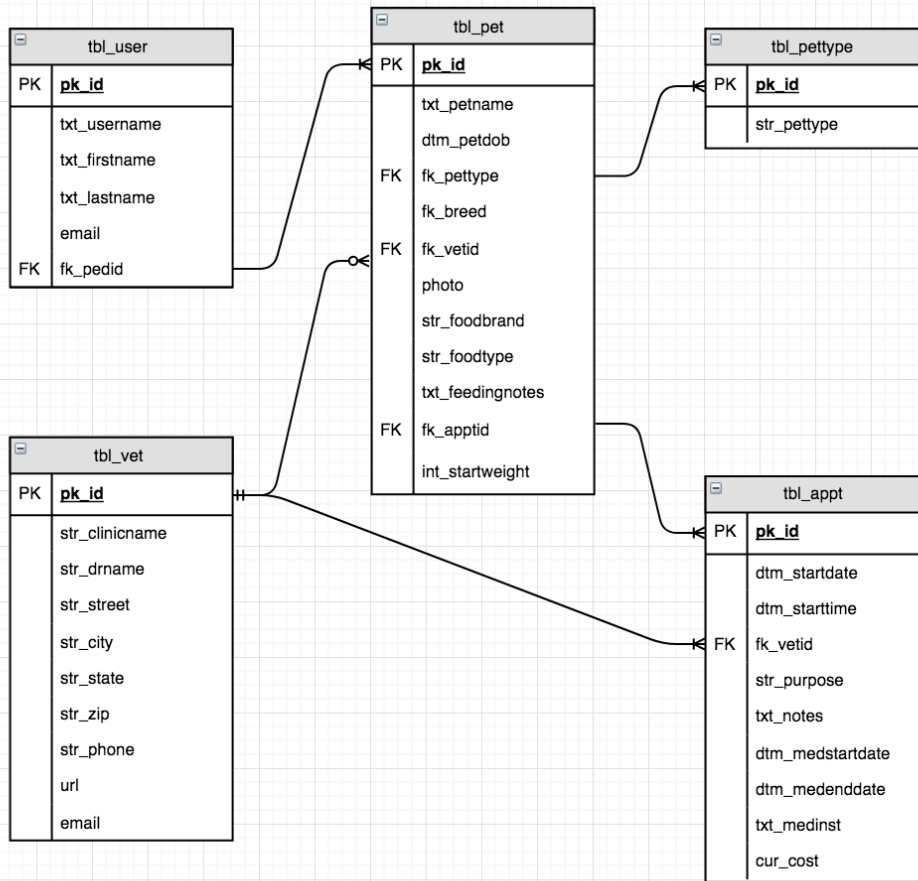 tbl_user
PK pk_id
txt_username
txt_firstname
txt_lastname
email
FK fk_pedid
tbl_pet
PK pk_id
txt_petname
dtm_petdob
FK fk_pettype
fk_breed
FK fk_vetid
photo
str_foodbrand
str_foodtype
txt_feedingnotes
FK fk_apptid
int_startweight
tbl_pettype
PK pk_id
str_pettype
tbl_vet
PK pk_id
str_clinicname
str_drname
str_street
str_city
str_state
str_zip
str_phone
url
email
tbl_appt
PK pk_id
dtm_startdate
dtm_starttime
FK fk_vetid
str_purpose
txt_notes
dtm_medstartdate
dtm_medenddate
txt_medinst
cur_cost